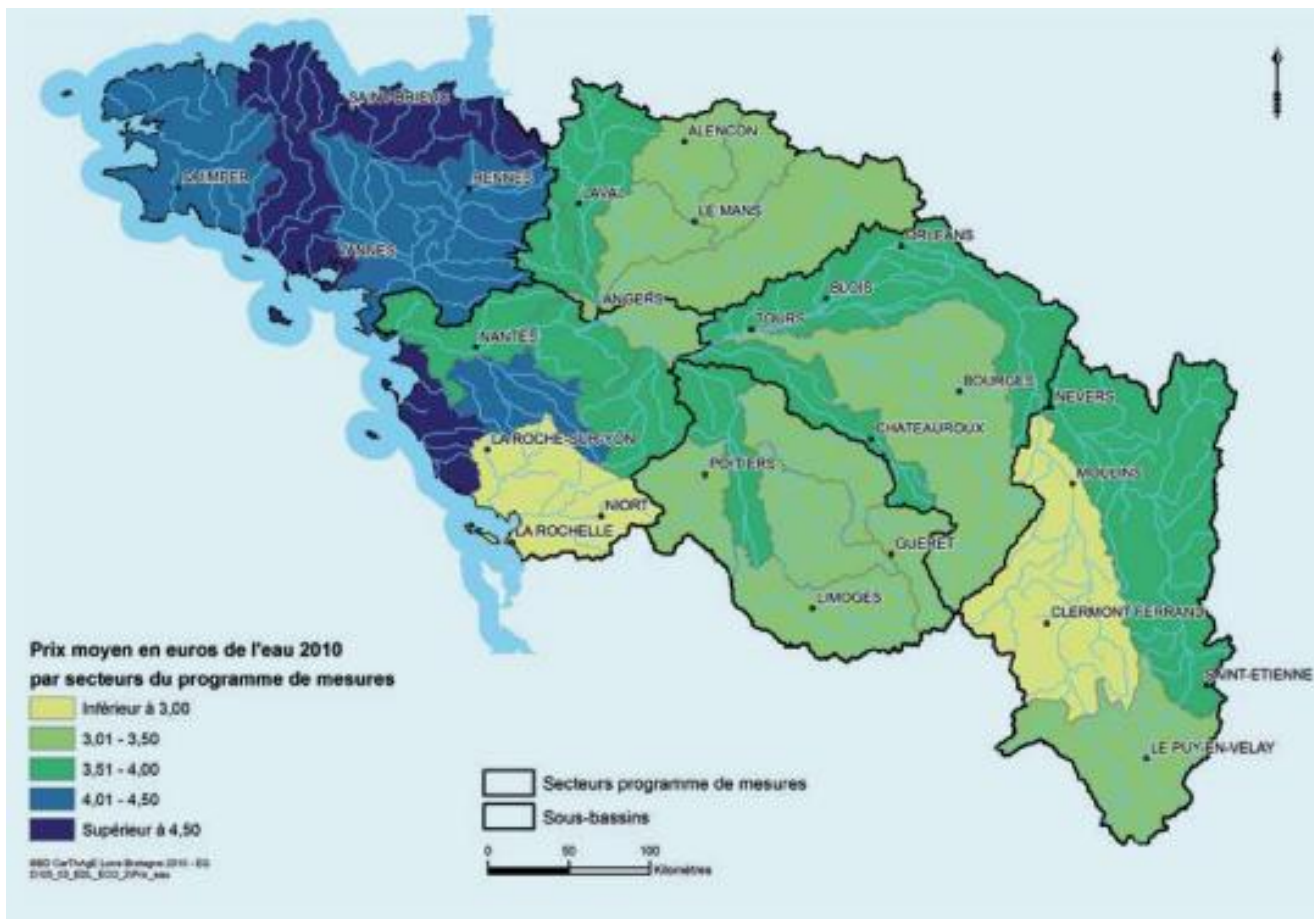 SAINT-BRIEUC
ALENCON
QUIMPER
RENNES
LAVAL
LE MANS
VANNES
ORLEANS
ANGERS
BLOIS
TOURS
NANTES
BOURGES
NEVERS
CHATEAUROUX
LA ROCHE-SUR-YON
POITIERS
MOULINS
NIORT
LA ROCHELLE
GUERET
LIMOGES
CLERMONT FERRAND
SAINT-ETIENNE
LE PUY-EN-VELAY
Prix moyen en euros de l'eau 2010
par secteurs du programme de mesures
Inférieur à 3,00
3,01 - 3,50
3,51 - 4,00
4,01 - 4,50
Supérieur à 4,50
Secteurs programme de mesures
Sous-bassins
0 50 100
Kilomètres